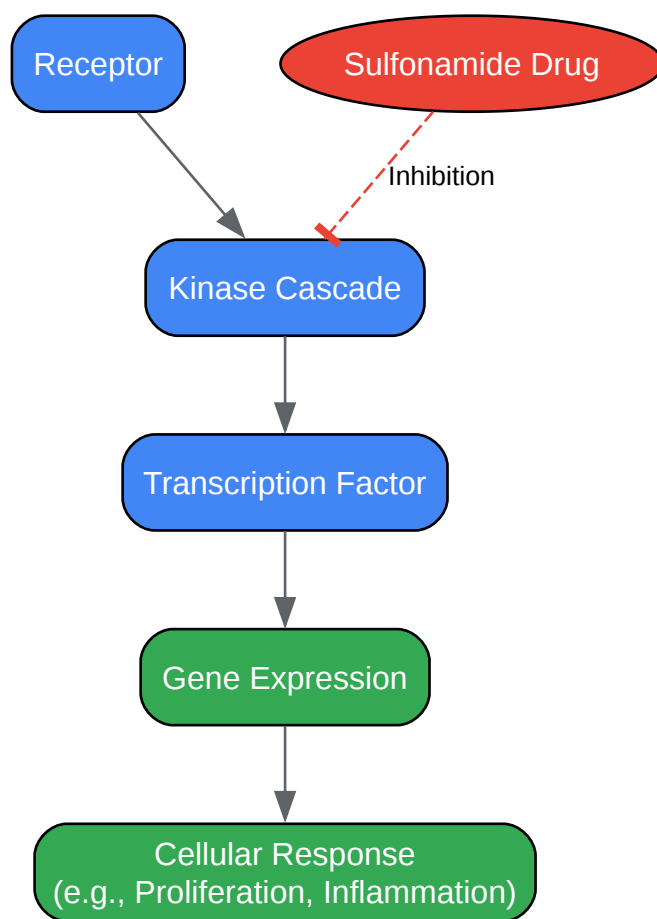 Receptor
Sulfonamide Drug
Inhibition
Kinase Cascade
Transcription Factor
Gene Expression
Cellular Response
(e.g., Proliferation, Inflammation)